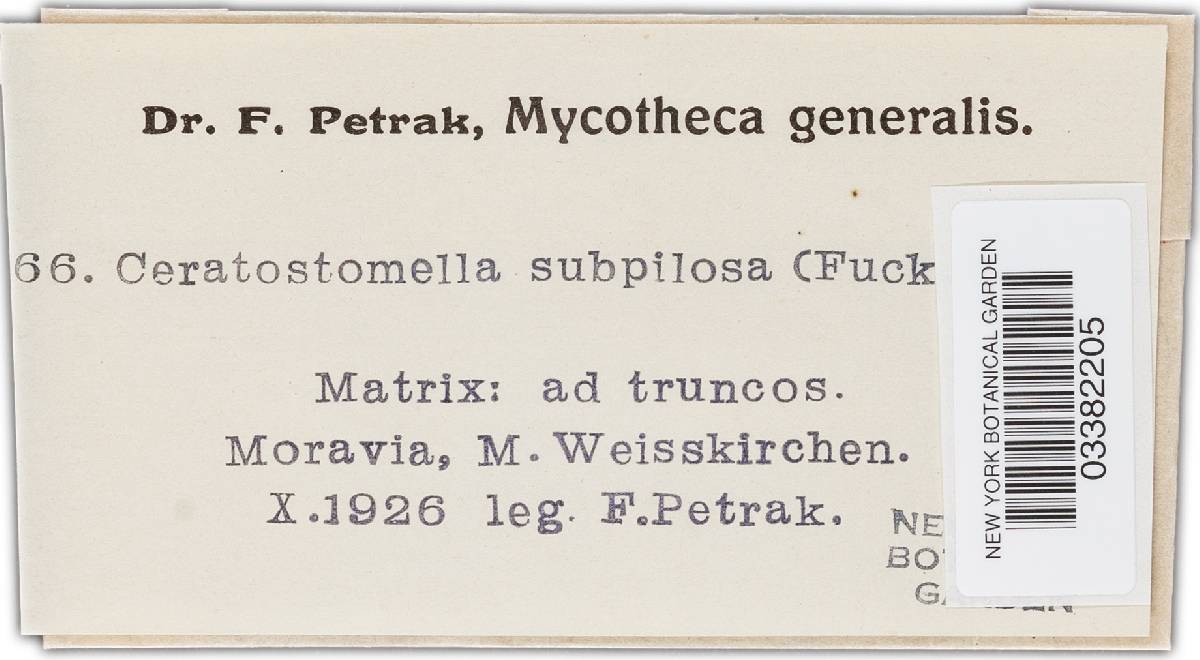 Dr. F. Petrak, Mycotheca generalis.
66. Ceratostomella subpilosa (Fuck
Matrix: ad truncos.
Moravia, M. Weisskirchen.
X.1926 leg. F.Petrak.
NEW YORK BOTANICAL GARDEN
03382205